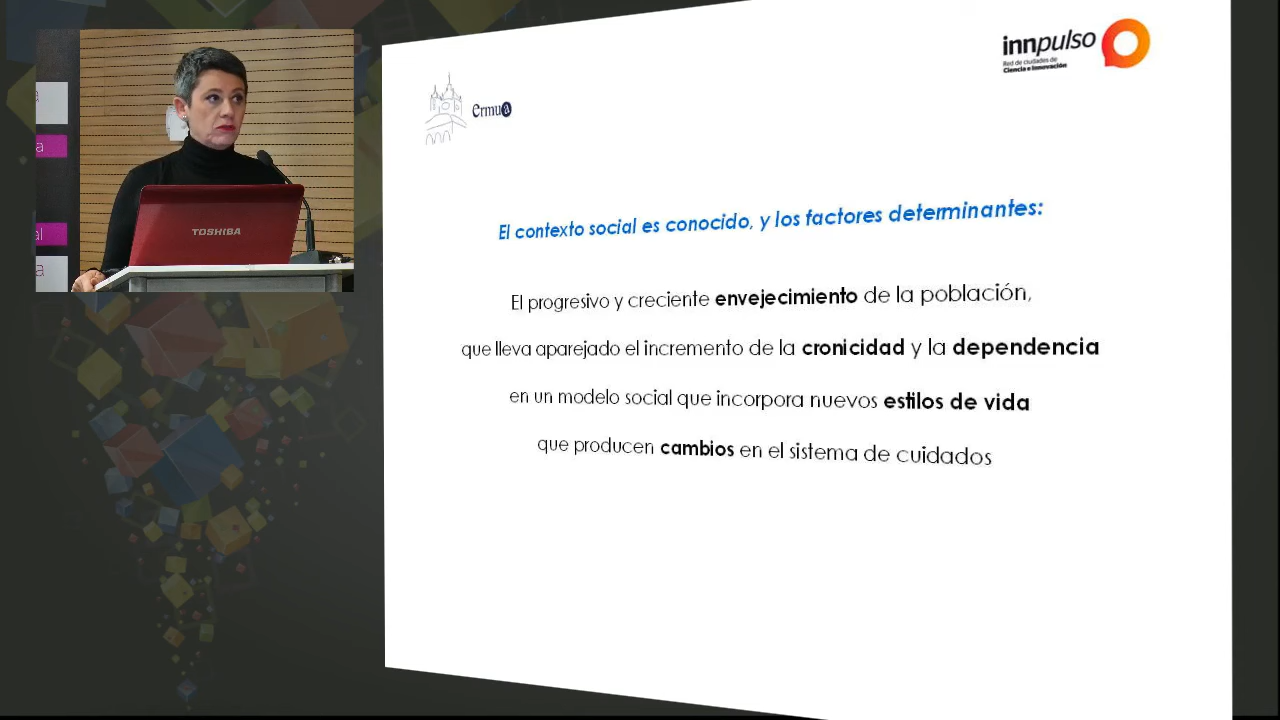 a
a
al
a
TOSHIBA
ermua
innpulso
Red de ciudades de
Ciencia e Innovación
El contexto social es conocido, y los factores determinantes:
El progresivo y creciente envejecimiento de la población,
que lleva aparejado el incremento de la cronicidad y la dependencia
en un modelo social que incorpora nuevos estilos de vida
que producen cambios en el sistema de cuidados